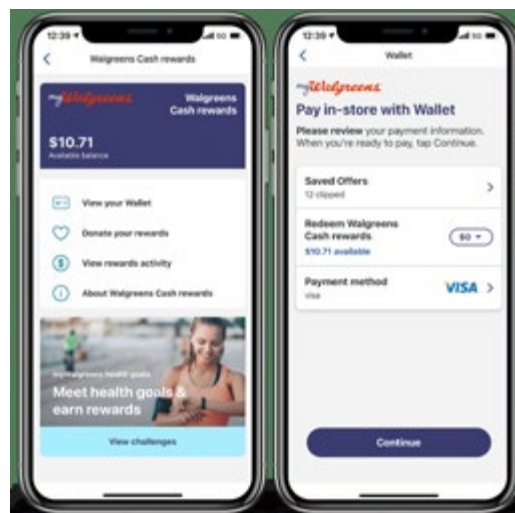 12:39
Walgreens Cash rewards
myWalgreens
Walgreens
Cash rewards
$10.71
Available balance
View your Wallet
Donate your rewards
View rewards activity
About Walgreens Cash rewards
myWalgreens health goals
Meet health goals &
earn rewards
View challenges
12:39
Wallet
myWalgreens
Pay in-store with Wallet
Please review your payment information.
When you're ready to pay, tap Continue.
Saved Offers
12 clipped
Redeem Walgreens
Cash rewards
$0
$10.71 available
Payment method
VISA
visa
Continue